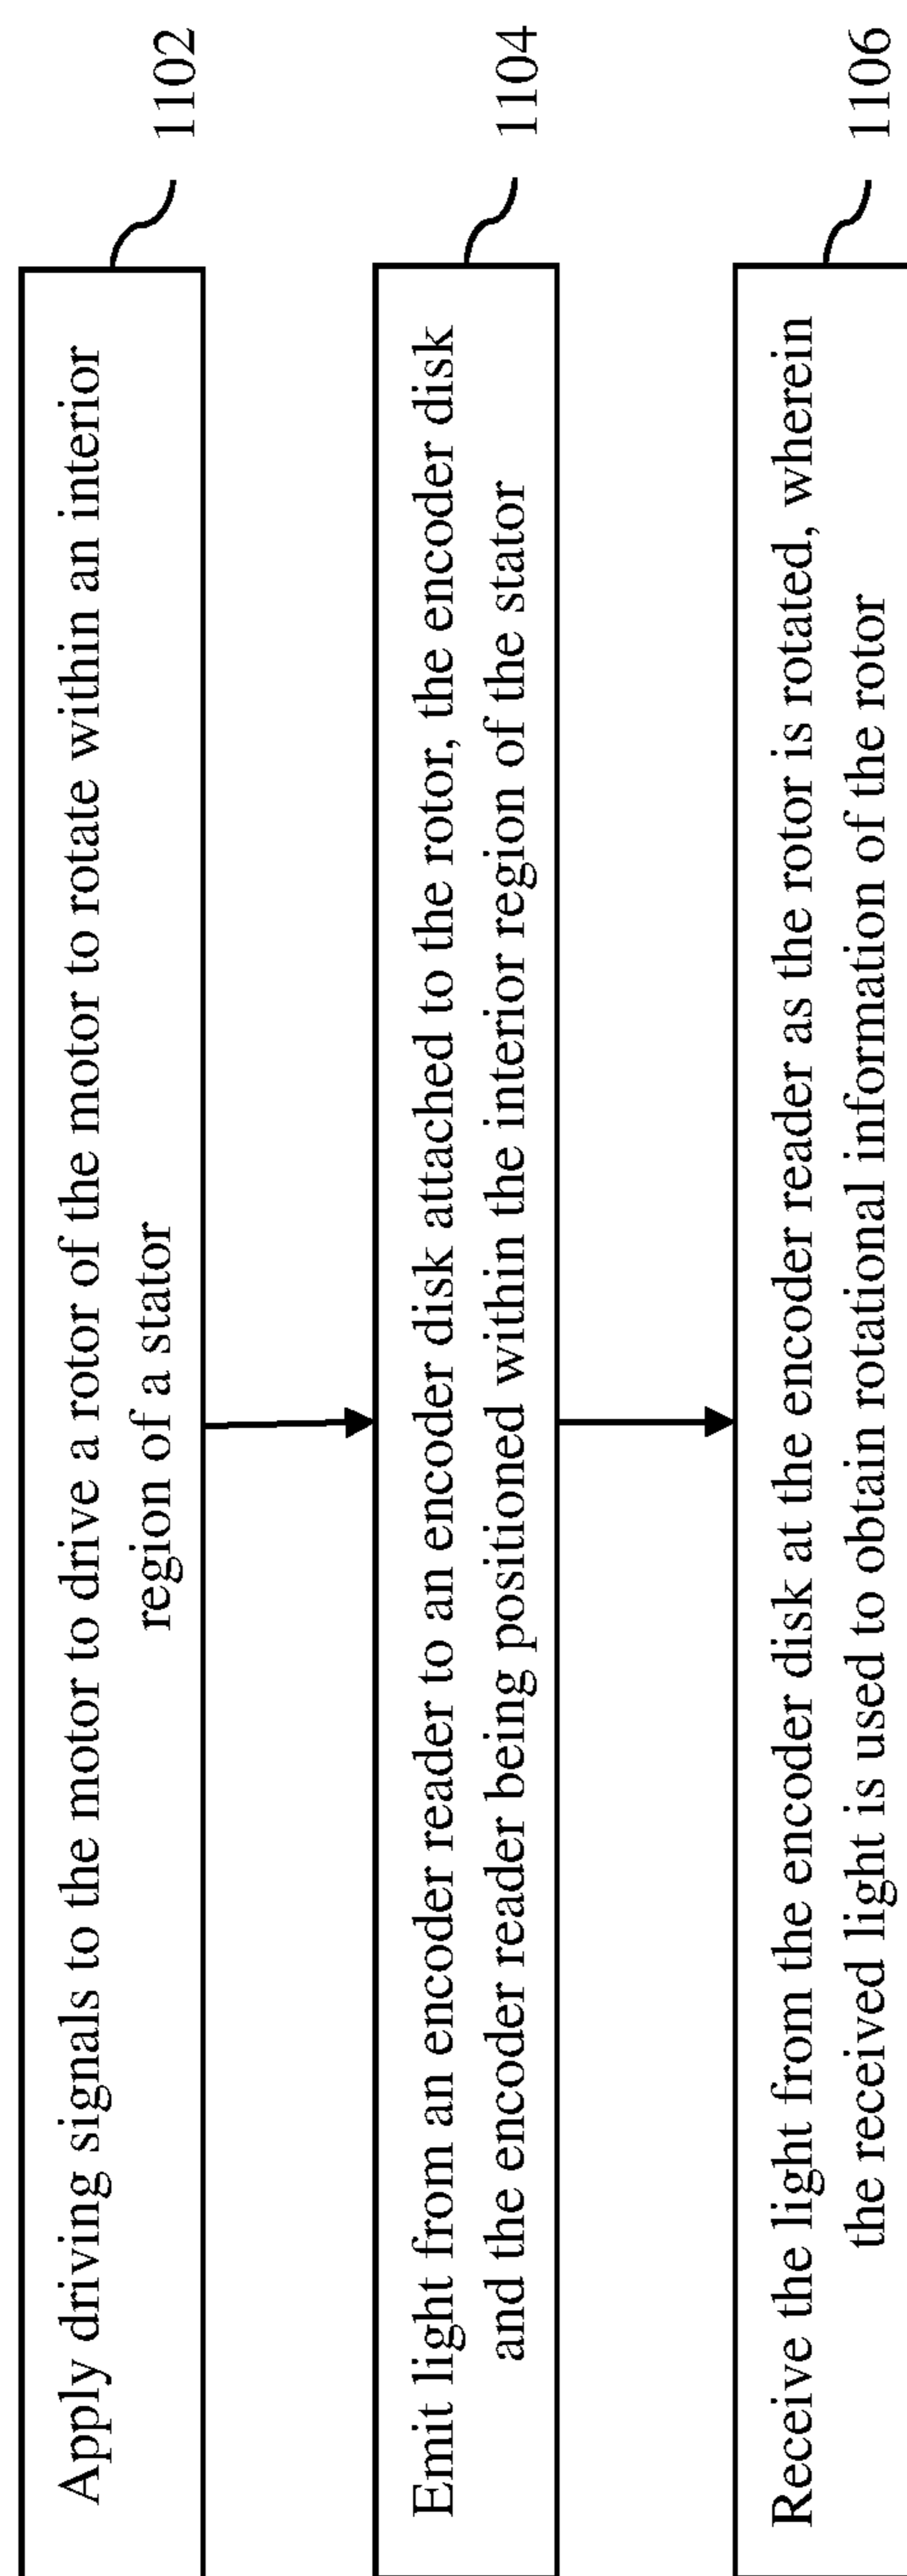 Apply driving signals to the motor to drive a rotor of the motor to rotate within an interior
region of a stator
1102
Emit light from an encoder reader to an encoder disk attached to the rotor, the encoder disk
and the encoder reader being positioned within the interior region of the stator
1104
Receive the light from the encoder disk at the encoder reader as the rotor is rotated, wherein
the received light is used to obtain rotational information of the rotor
1106